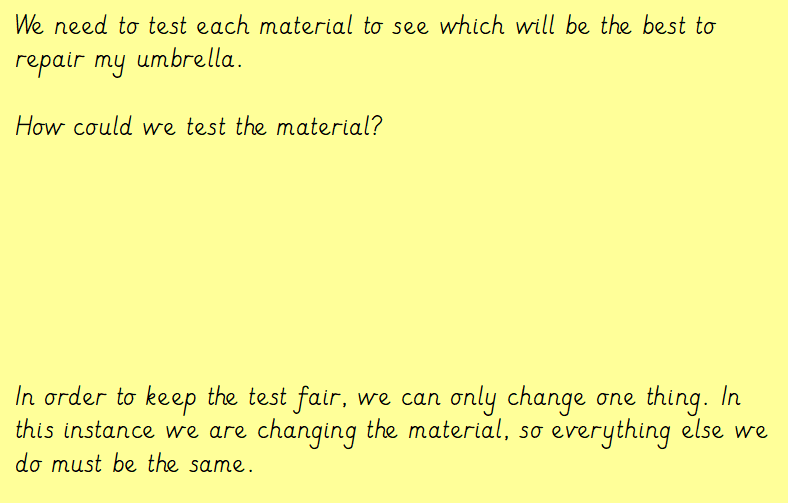 We need to test each material to see which will be the best to
repair my umbrella.
How could we test the material?
In order to keep the test fair, we can only change one thing. In
this instance we are changing the material, so everything else we
do must be the same.